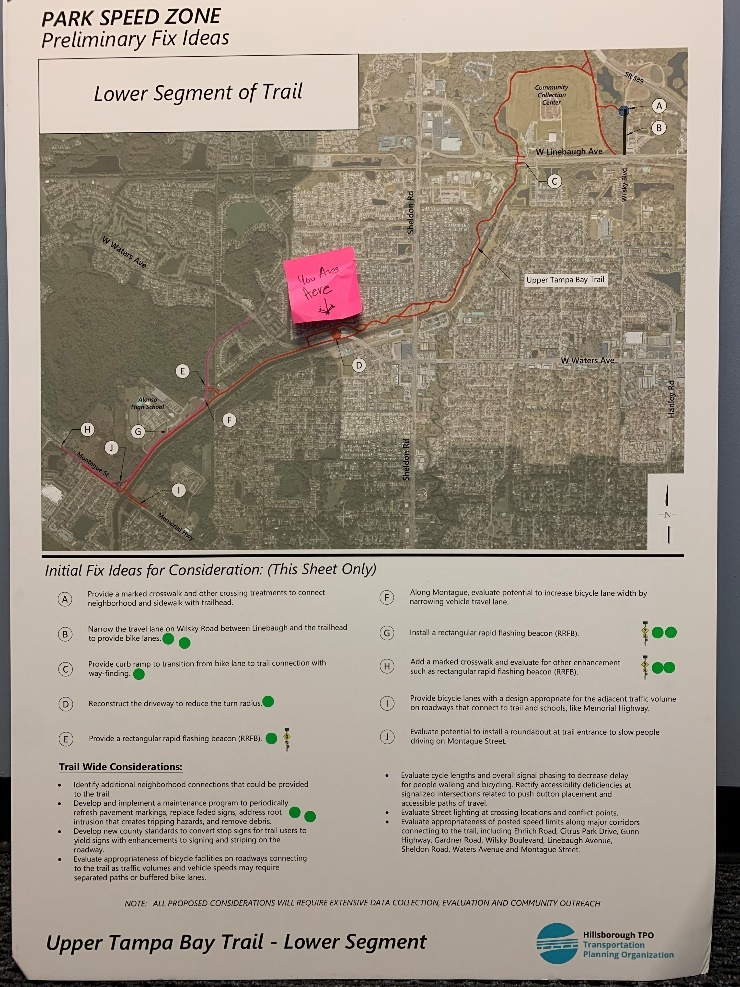 PARK SPEED ZONE
Preliminary Fix Ideas
Lower Segment of Trail
Community
Collection
Center
SR 589
A
B
W Linebaugh Ave
C
Wilsky Blvd
Sheldon Rd
W Waters Ave
You Are
Here
Upper Tampa Bay Trail
D
W Waters Ave
E
Hanley Rd
Alonso
High School
F
G
H
J
Sheldon Rd
Montague St
I
Memorial Hwy
N
Initial Fix Ideas for Consideration: (This Sheet Only)
A Provide a marked crosswalk and other crossing treatments to connect
neighborhood and sidewalk with trailhead.
B Narrow the travel lane on Wilsky Road between Linebaugh and the trailhead
to provide bike lanes.
C Provide curb ramp to transition from bike lane to trail connection with
way-finding.
D Reconstruct the driveway to reduce the turn radius.
E Provide a rectangular rapid flashing beacon (RRFB).
F Along Montague, evaluate potential to increase bicycle lane width by
narrowing vehicle travel lane.
G Install a rectangular rapid flashing beacon (RRFB).
H Add a marked crosswalk and evaluate for other enhancement
such as rectangular rapid flashing beacon (RRFB).
I Provide bicycle lanes with a design appropriate for the adjacent traffic volume
on roadways that connect to trail and schools, like Memorial Highway.
J Evaluate potential to install a roundabout at trail entrance to slow people
driving on Montague Street.
Trail Wide Considerations:
• Identify additional neighborhood connections that could be provided
to the trail
• Develop and implement a maintenance program to periodically
refresh pavement markings, replace faded signs, address root
intrusion that creates tripping hazards, and remove debris.
• Develop new county standards to convert stop signs for trail users to
yield signs with enhancements to signing and striping on the
roadway.
• Evaluate appropriateness of bicycle facilities on roadways connecting
to the trail as traffic volumes and vehicle speeds may require
separated paths or buffered bike lanes.
• Evaluate cycle lengths and overall signal phasing to decrease delay
for people walking and bicycling. Rectify accessibility deficiencies at
signalized intersections related to push button placement and
accessible paths of travel.
• Evaluate Street lighting at crossing locations and conflict points.
• Evaluate appropriateness of posted speed limits along major corridors
connecting to the trail, including Ehrlich Road, Citrus Park Drive, Gunn
Highway, Gardner Road, Wilsky Boulevard, Linebaugh Avenue,
Sheldon Road, Waters Avenue and Montague Street.
NOTE: ALL PROPOSED CONSIDERATIONS WILL REQUIRE EXTENSIVE DATA COLLECTION, EVALUATION AND COMMUNITY OUTREACH
Upper Tampa Bay Trail - Lower Segment
Hillsborough TPO
Transportation
Planning Organization